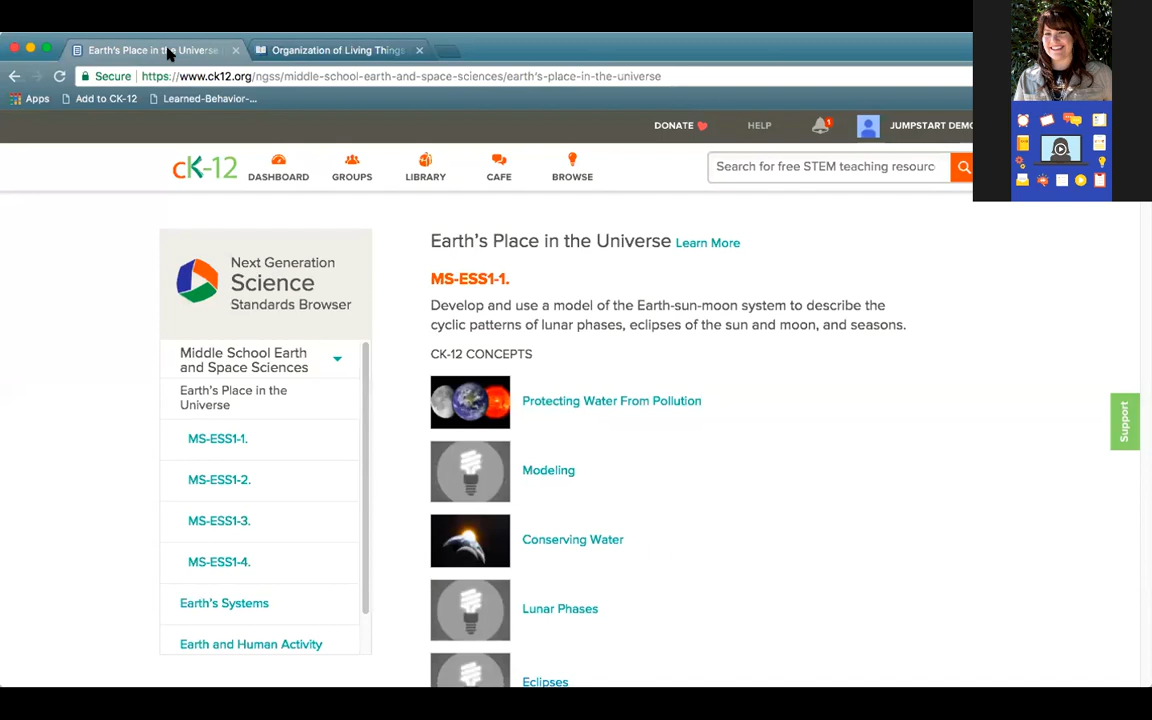 Earth's Place in the Universe
Organization of Living Things
Secure
https://www.ck12.org/ngss/middle-school-earth-and-space-sciences/earth's-place-in-the-universe
Apps
Add to CK-12
Learned-Behavior-...
DONATE
HELP
1
JUMPSTART DEMO
cK-12
DASHBOARD
GROUPS
LIBRARY
CAFE
BROWSE
Search for free STEM teaching resourc
Next Generation
Science
Standards Browser
Middle School Earth
and Space Sciences
Earth's Place in the
Universe
MS-ESS1-1.
MS-ESS1-2.
MS-ESS1-3.
MS-ESS1-4.
Earth's Systems
Earth and Human Activity
Earth's Place in the Universe Learn More
MS-ESS1-1.
Develop and use a model of the Earth-sun-moon system to describe the
cyclic patterns of lunar phases, eclipses of the sun and moon, and seasons.
CK-12 CONCEPTS
Protecting Water From Pollution
Modeling
Conserving Water
Lunar Phases
Eclipses
Support